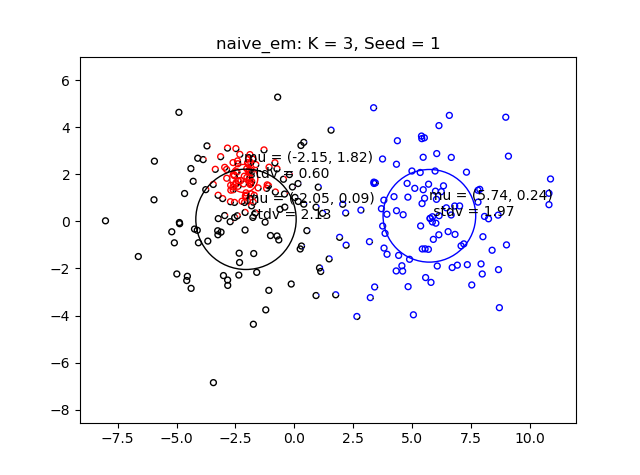 naive_em: K = 3, Seed = 1
6
4
2
0
−2
−4
−6
−8
mu = (-2.15, 1.82)
stdv = 0.60
mu = (-2.05, 0.09)
stdv = 2.13
mu = (5.74, 0.24)
stdv = 1.97
−7.5 −5.0 −2.5 0.0 2.5 5.0 7.5 10.0